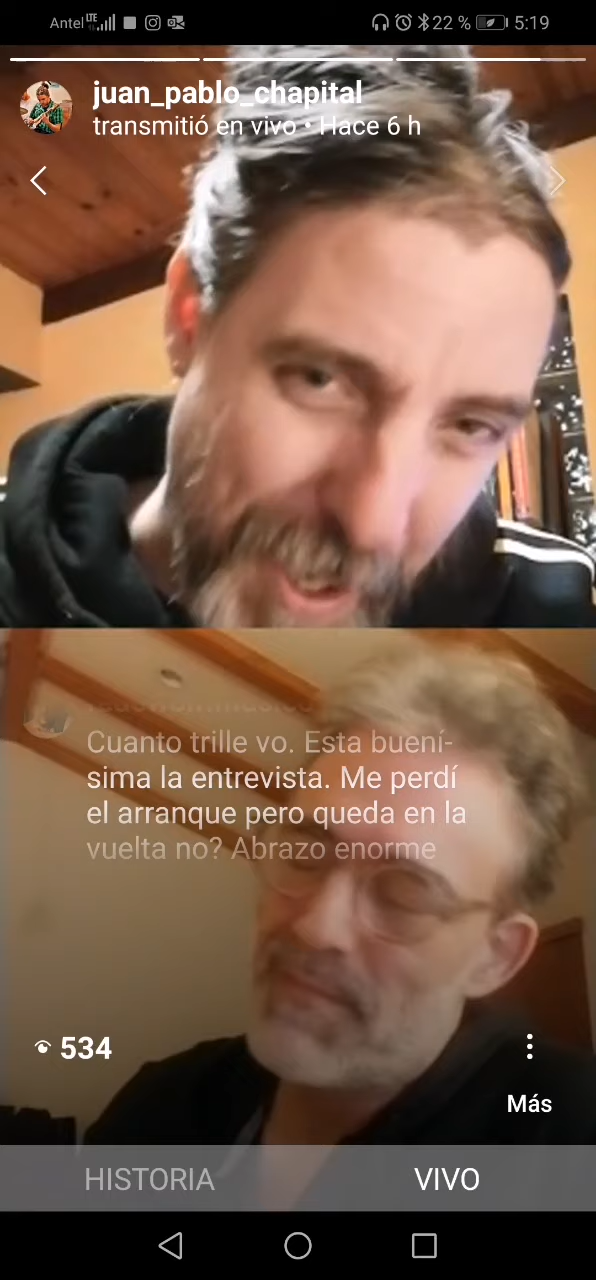 Antel LTE 22 % 5:19
juan_pablo_chapital
transmitió en vivo • Hace 6 h
Cuanto trille vo. Esta buení-
sima la entrevista. Me perdí
el arranque pero queda en la
vuelta no? Abrazo enorme
534
Más
HISTORIA VIVO